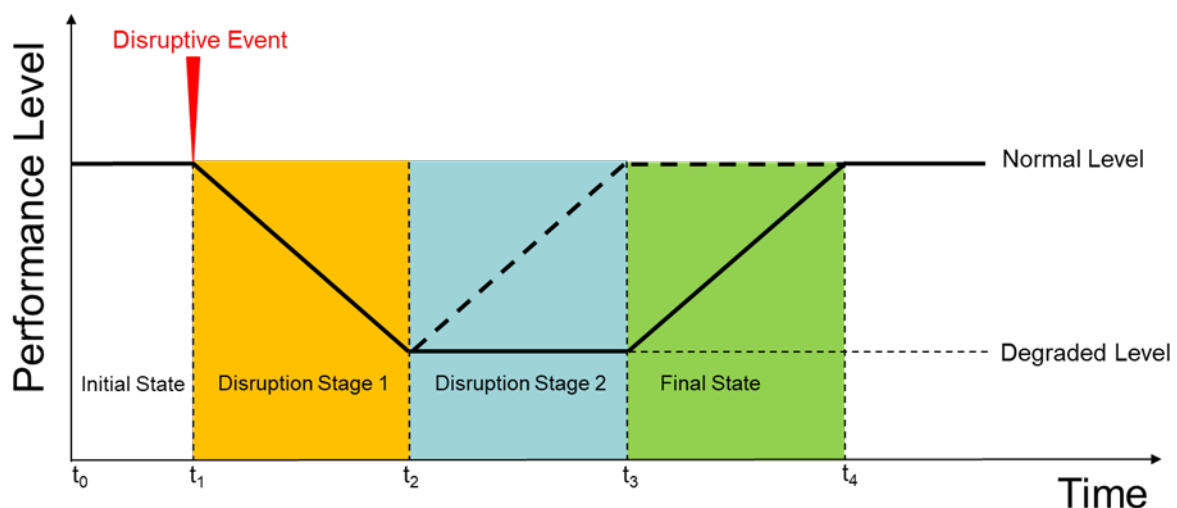 Disruptive Event
Performance Level
Normal Level
Degraded Level
Initial State
Disruption Stage 1
Disruption Stage 2
Final State
t₀
t₁
t₂
t₃
t₄
Time